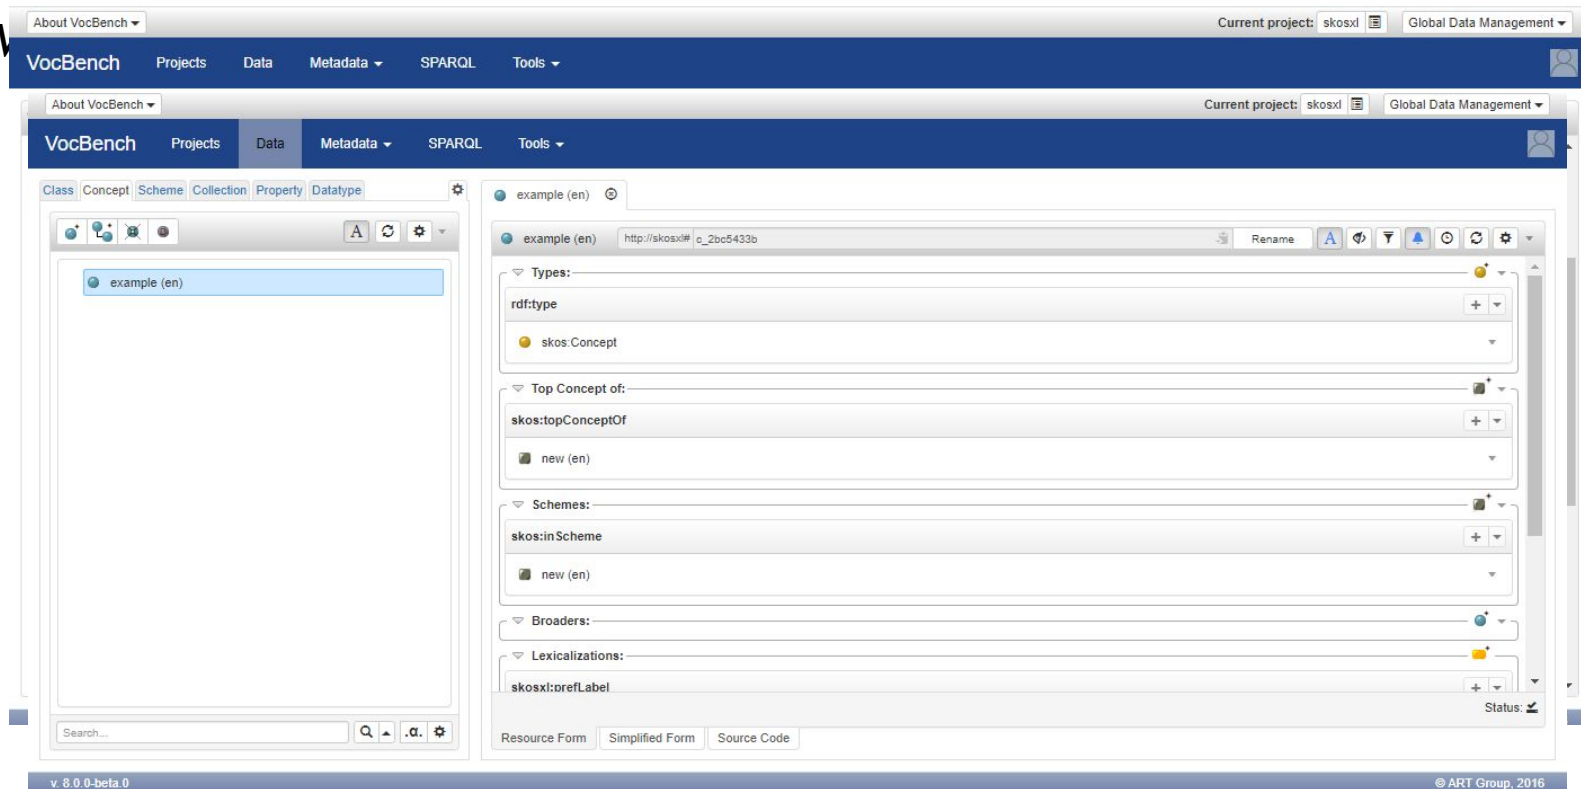 About VocBench
Current project: skosxl
Global Data Management
VocBench
Projects
Data
Metadata
SPARQL
Tools
About VocBench
Current project: skosxl
Global Data Management
VocBench
Projects
Data
Metadata
SPARQL
Tools
Class Concept Scheme Collection Property Datatype
example (en)
A
example (en) http://skosxl# c_2bc5433b
Rename A
example (en)
Types:
rdf:type
skos:Concept
Top Concept of:
skos:topConceptOf
new (en)
Schemes:
skos:inScheme
new (en)
Broaders:
Lexicalizations:
skosxl:prefLabel
Status:
Search...
.α.
Resource Form Simplified Form Source Code
v. 8.0.0-beta.0
© ART Group, 2016